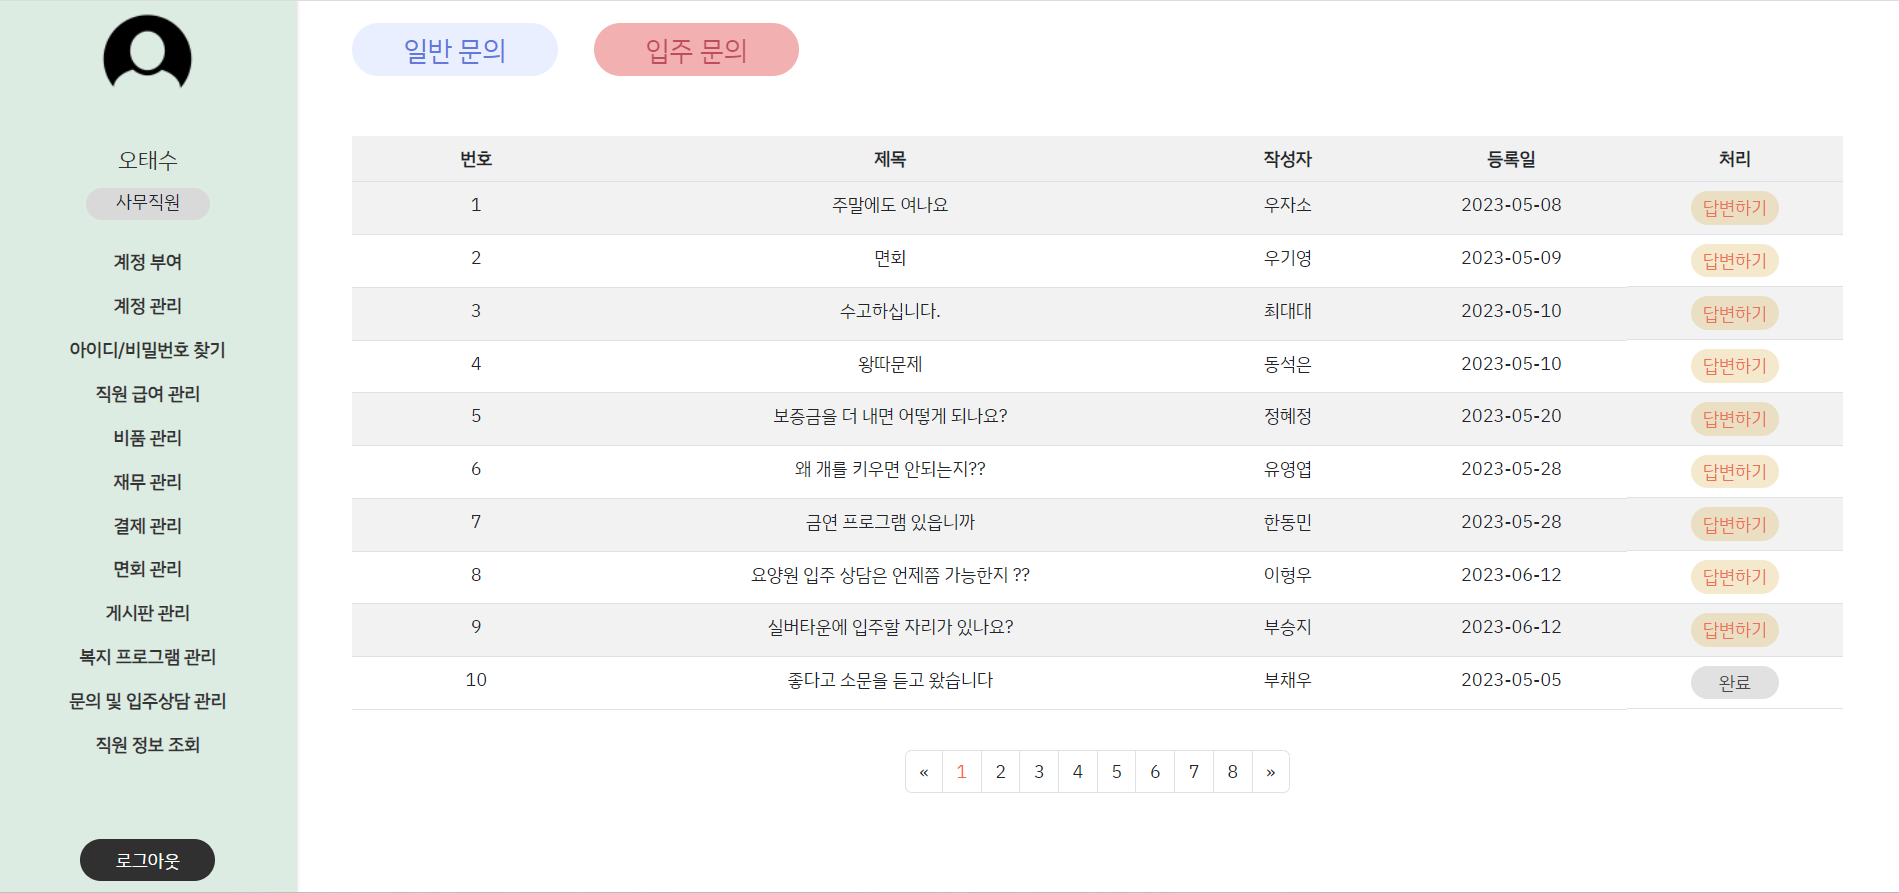 오태수
사무직원
계정 부여
계정 관리
아이디/비밀번호 찾기
직원 급여 관리
비품 관리
재무 관리
결제 관리
면회 관리
게시판 관리
복지 프로그램 관리
문의 및 입주상담 관리
직원 정보 조회
로그아웃
일반 문의 입주 문의
번호 제목 작성자 등록일 처리
1 주말에도 여나요 우자소 2023-05-08 답변하기
2 면회 우기영 2023-05-09 답변하기
3 수고하십니다. 최대대 2023-05-10 답변하기
4 왕따문제 동석은 2023-05-10 답변하기
5 보증금을 더 내면 어떻게 되나요? 정혜정 2023-05-20 답변하기
6 왜 개를 키우면 안되는지?? 유영엽 2023-05-28 답변하기
7 금연 프로그램 있읍니까 한동민 2023-05-28 답변하기
8 요양원 입주 상담은 언제쯤 가능한지 ?? 이형우 2023-06-12 답변하기
9 실버타운에 입주할 자리가 있나요? 부승지 2023-06-12 답변하기
10 좋다고 소문을 듣고 왔습니다 부채우 2023-05-05 완료
« 1 2 3 4 5 6 7 8 »